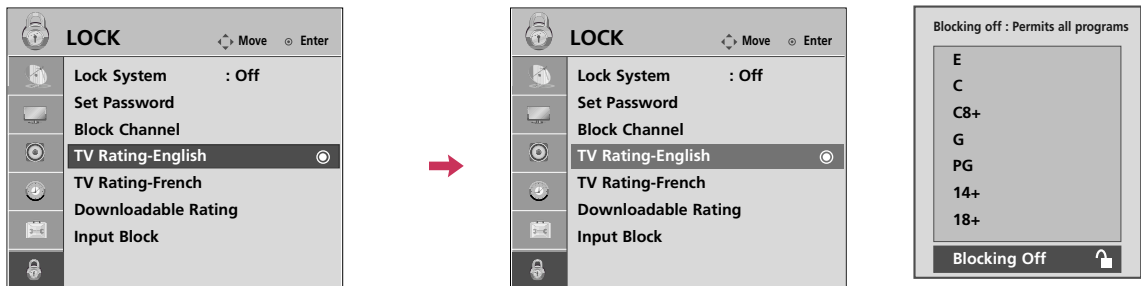 LOCK Move Enter
Lock System : Off
Set Password
Block Channel
TV Rating-English
TV Rating-French
Downloadable Rating
Input Block
LOCK Move Enter
Lock System : Off
Set Password
Block Channel
TV Rating-English
TV Rating-French
Downloadable Rating
Input Block
Blocking off : Permits all programs
E
C
C8+
G
PG
14+
18+
Blocking Off